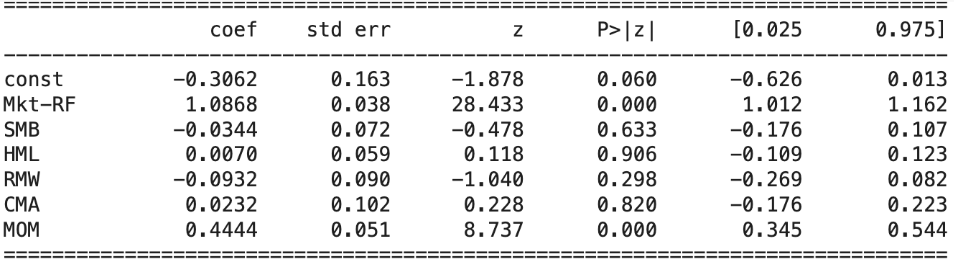 ==============================================================================
                 coef    std err          z      P>|z|      [0.025      0.975]
------------------------------------------------------------------------------
const         -0.3062      0.163     -1.878      0.060      -0.626       0.013
Mkt-RF         1.0868      0.038     28.433      0.000       1.012       1.162
SMB           -0.0344      0.072     -0.478      0.633      -0.176       0.107
HML            0.0070      0.059      0.118      0.906      -0.109       0.123
RMW           -0.0932      0.090     -1.040      0.298      -0.269       0.082
CMA            0.0232      0.102      0.228      0.820      -0.176       0.223
MOM            0.4444      0.051      8.737      0.000       0.345       0.544
==============================================================================